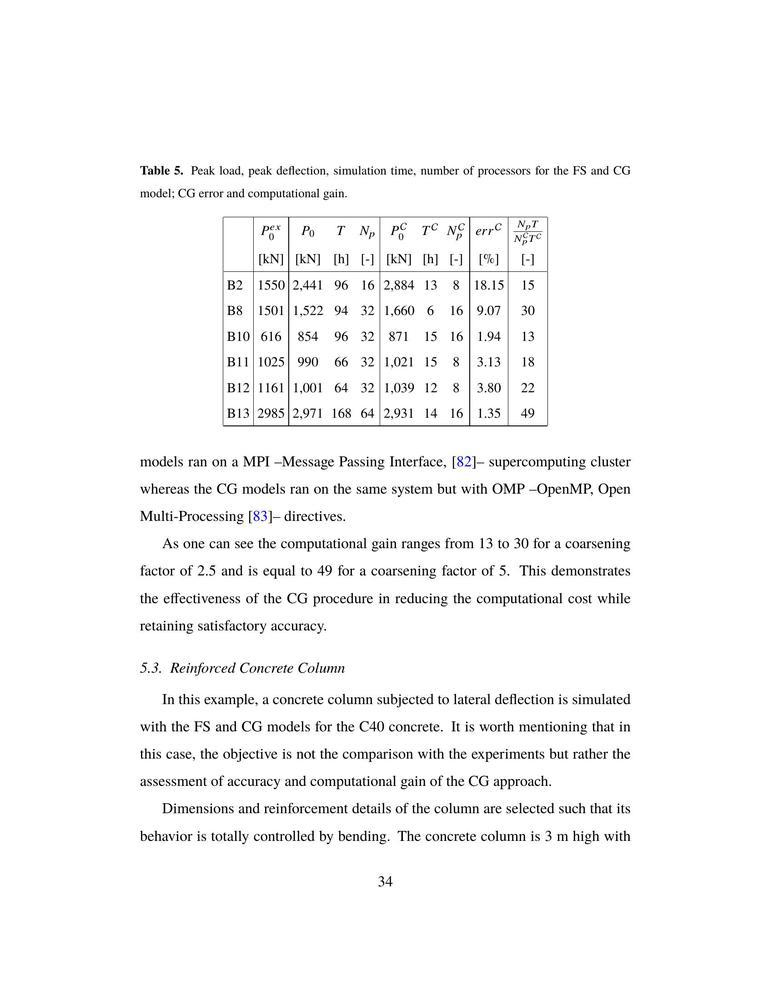 Table 5. Peak load, peak deflection, simulation time, number of processors for the FS and CG
model; CG error and computational gain.
P_0^{ex} P_0 T N_p P_0^C T^C N_p^C err^C \frac{N_p T}{N_p^C T^C}
[kN] [kN] [h] [-] [kN] [h] [-] [%] [-]
B2 1550 2,441 96 16 2,884 13 8 18.15 15
B8 1501 1,522 94 32 1,660 6 16 9.07 30
B10 616 854 96 32 871 15 16 1.94 13
B11 1025 990 66 32 1,021 15 8 3.13 18
B12 1161 1,001 64 32 1,039 12 8 3.80 22
B13 2985 2,971 168 64 2,931 14 16 1.35 49
models ran on a MPI –Message Passing Interface, [82]– supercomputing cluster
whereas the CG models ran on the same system but with OMP –OpenMP, Open
Multi-Processing [83]– directives.
As one can see the computational gain ranges from 13 to 30 for a coarsening
factor of 2.5 and is equal to 49 for a coarsening factor of 5. This demonstrates
the effectiveness of the CG procedure in reducing the computational cost while
retaining satisfactory accuracy.
5.3. Reinforced Concrete Column
In this example, a concrete column subjected to lateral deflection is simulated
with the FS and CG models for the C40 concrete. It is worth mentioning that in
this case, the objective is not the comparison with the experiments but rather the
assessment of accuracy and computational gain of the CG approach.
Dimensions and reinforcement details of the column are selected such that its
behavior is totally controlled by bending. The concrete column is 3 m high with
34